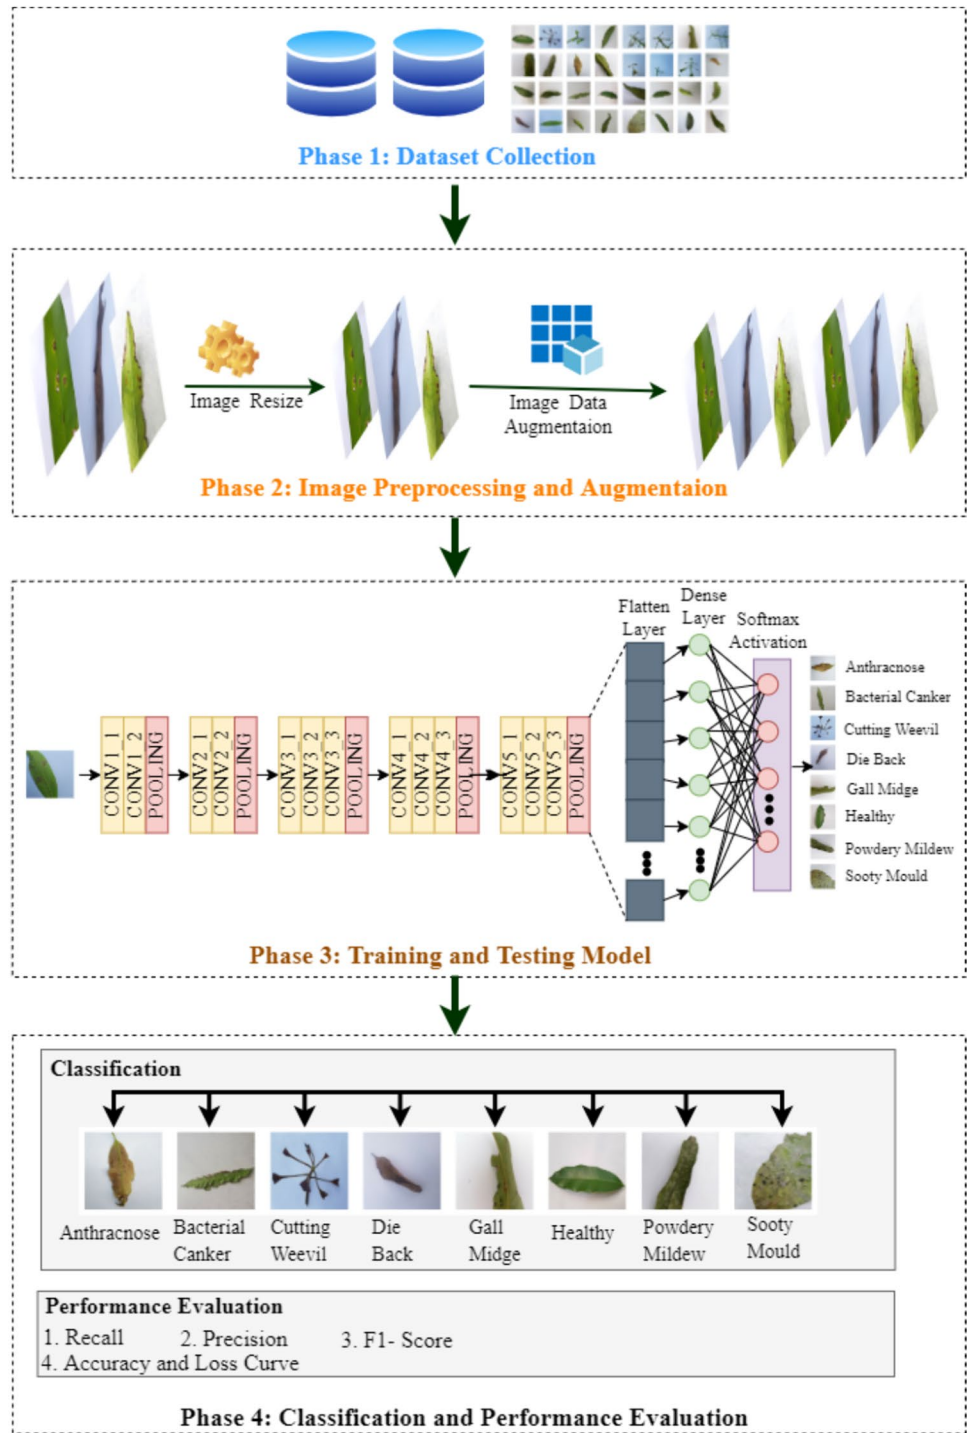 Phase 1: Dataset Collection
Image Resize
Image Data
Augmentaion
Phase 2: Image Preprocessing and Augmentaion
Flatten
Layer
Dense
Layer
Softmax
Activation
CONV1_1
CONV1_2
POOLING
CONV2_1
CONV2_2
POOLING
CONV3_1
CONV3_2
CONV3_3
POOLING
CONV4_1
CONV4_2
CONV4_3
POOLING
CONV5_1
CONV5_2
CONV5_3
POOLING
Anthracnose
Bacterial Canker
Cutting Weevil
Die Back
Gall Midge
Healthy
Powdery Mildew
Sooty Mould
Phase 3: Training and Testing Model
Classification
Anthracnose
Bacterial
Canker
Cutting
Weevil
Die
Back
Gall
Midge
Healthy
Powdery
Mildew
Sooty
Mould
Performance Evaluation
1. Recall 2. Precision 3. F1- Score
4. Accuracy and Loss Curve
Phase 4: Classification and Performance Evaluation